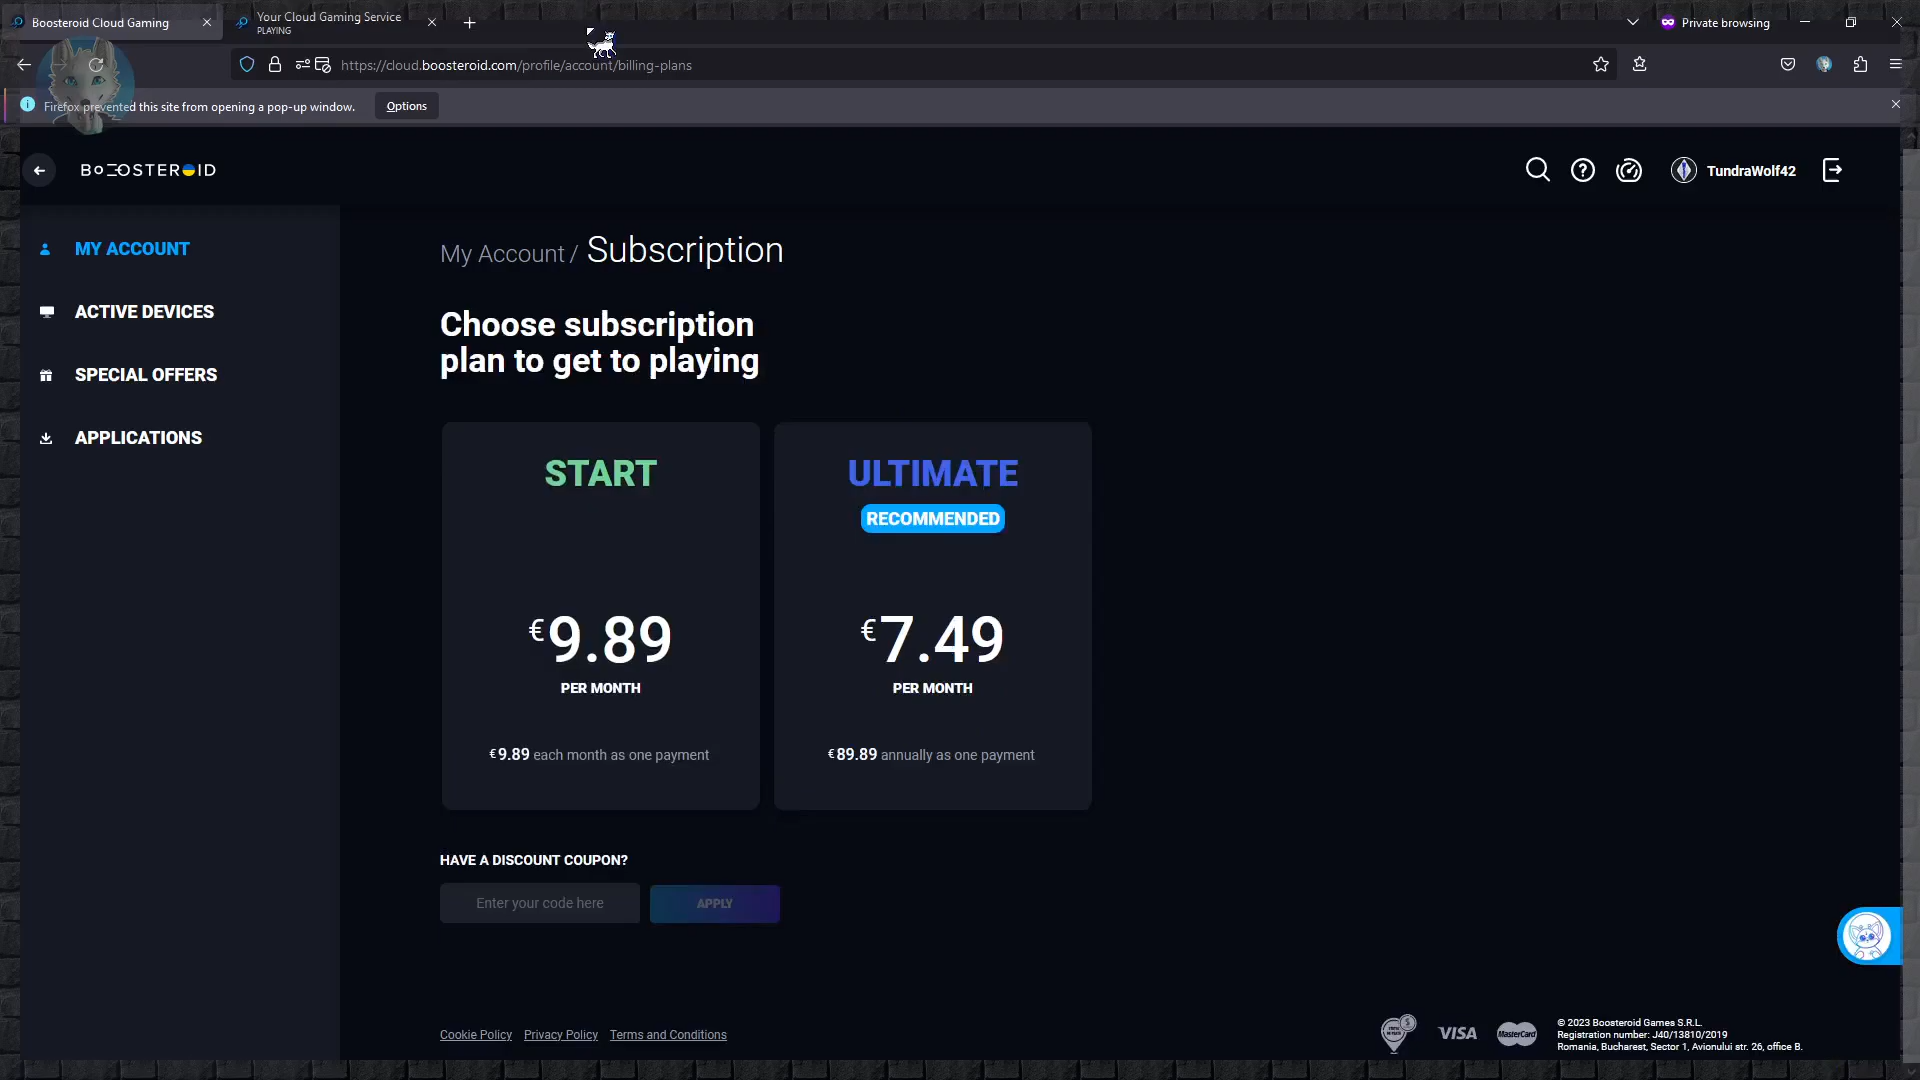 Boosteroid Cloud Gaming
Your Cloud Gaming Service
PLAYING
Private browsing
https://cloud.boosteroid.com/profile/account/billing-plans
Firefox prevented this site from opening a pop-up window.
Options
BOOSTEROID
TundraWolf42
MY ACCOUNT
ACTIVE DEVICES
SPECIAL OFFERS
APPLICATIONS
My Account / Subscription
Choose subscription
plan to get to playing
START
€9.89
PER MONTH
€9.89 each month as one payment
ULTIMATE
RECOMMENDED
€7.49
PER MONTH
€89.89 annually as one payment
HAVE A DISCOUNT COUPON?
Enter your code here
APPLY
Cookie Policy
Privacy Policy
Terms and Conditions
VISA
MasterCard
© 2023 Boosteroid Games S.R.L.
Registration number: J40/13810/2019
Romania, Bucharest, Sector 1, Avionului str. 26, office B.